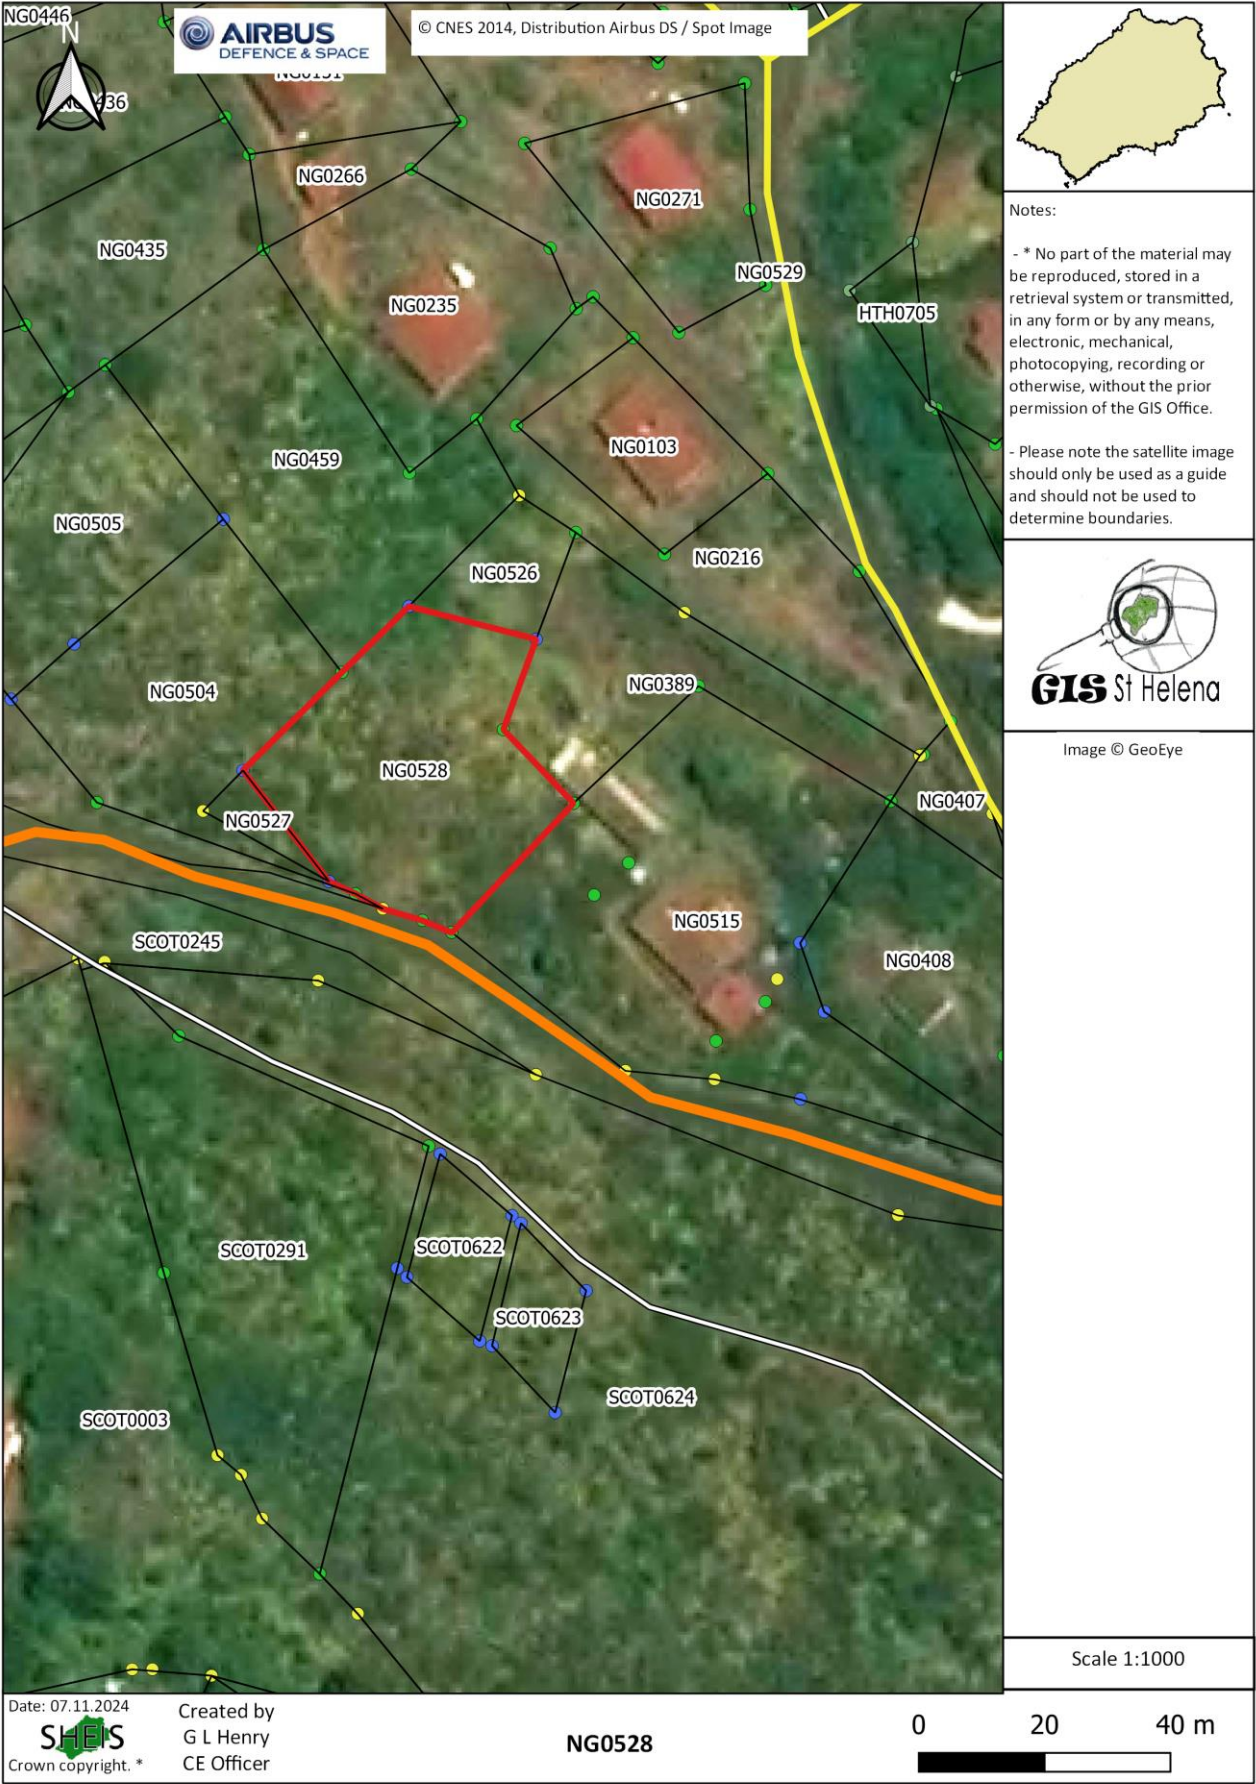 NG0446
N
AIRBUS
DEFENCE & SPACE
© CNES 2014, Distribution Airbus DS / Spot Image
NG0266
NG0271
NG0435
NG0529
NG0235
HTH0705
NG0103
NG0459
NG0505
NG0216
NG0526
NG0389
NG0504
NG0528
NG0407
NG0527
NG0515
SCOT0245
NG0408
SCOT0291
SCOT0622
SCOT0623
SCOT0624
SCOT0003
Notes:
- * No part of the material may
be reproduced, stored in a
retrieval system or transmitted,
in any form or by any means,
electronic, mechanical,
photocopying, recording or
otherwise, without the prior
permission of the GIS Office.
- Please note the satellite image
should only be used as a guide
and should not be used to
determine boundaries.
GIS St Helena
Image © GeoEye
Scale 1:1000
Date: 07.11.2024
SHEIS
Crown copyright. *
Created by
G L Henry
CE Officer
NG0528
0 20 40 m